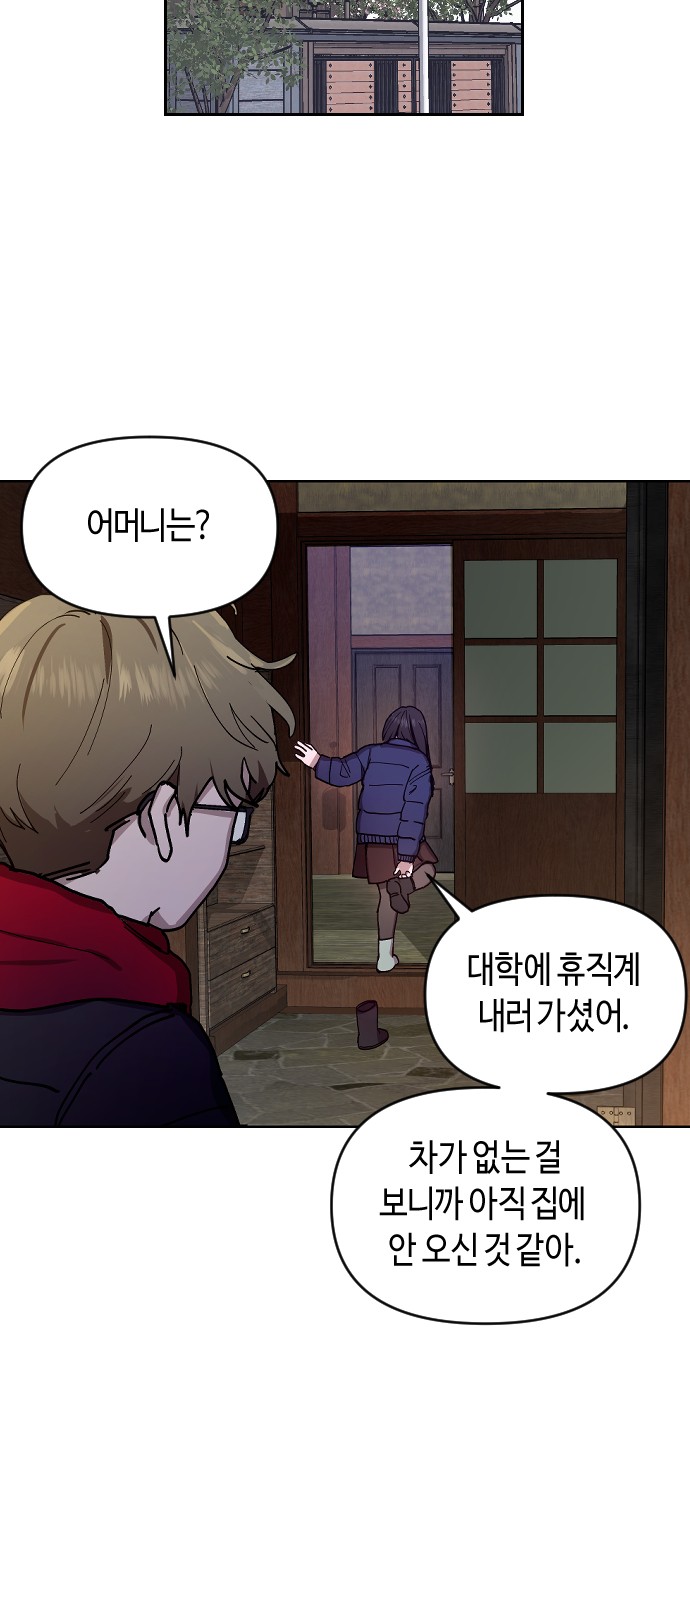 어머니는?
대학에 휴직계
내러 가셨어.
차가 없는 걸
보니까 아직 집에
안 오신 것 같아.